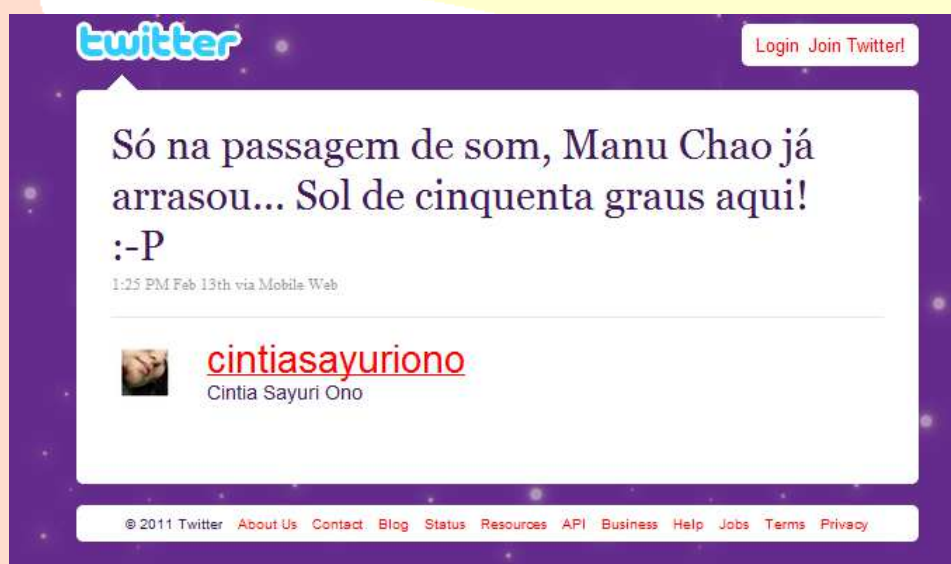 twitter
Login Join Twitter!
Só na passagem de som, Manu Chao já
arrasou... Sol de cinquenta graus aqui!
:-P
1:25 PM Feb 13th via Mobile Web
cintiasayuriono
Cintia Sayuri Ono
© 2011 Twitter About Us Contact Blog Status Resources API Business Help Jobs Terms Privacy